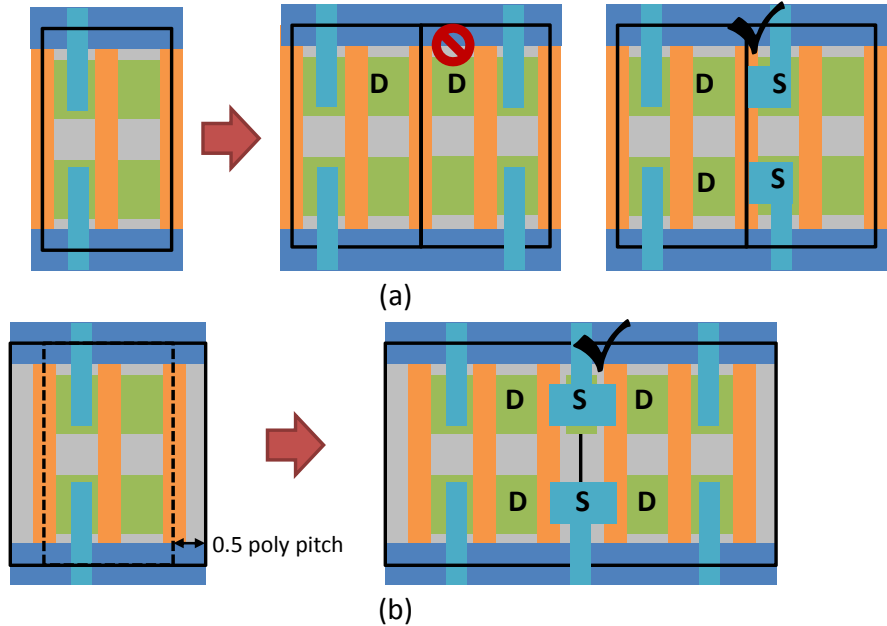 D D D S
D S
(a)
D S D
D S D
0.5 poly pitch
(b)